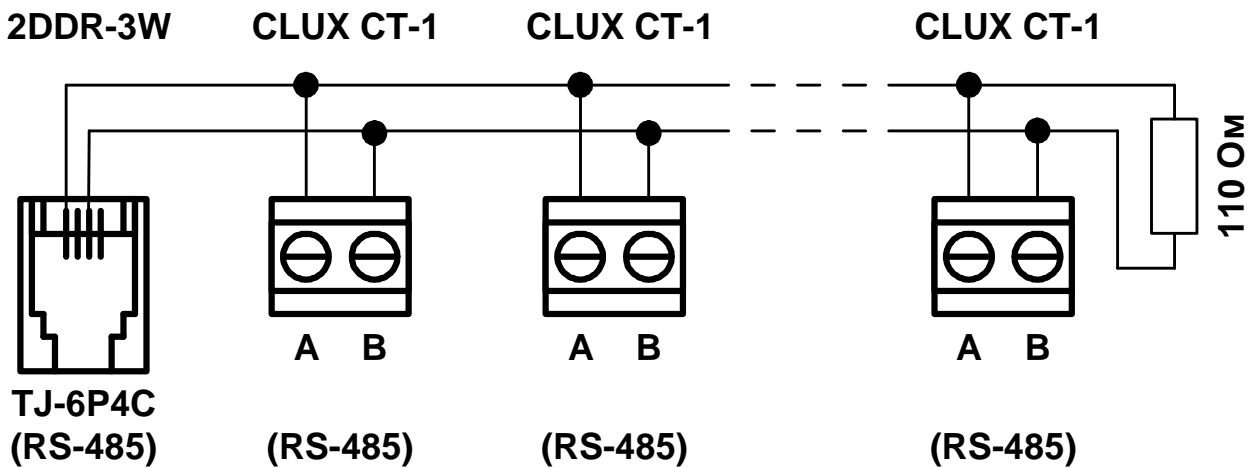 2DDR-3W CLUX CT-1 CLUX CT-1 CLUX CT-1
110 Ом
A B A B A B
TJ-6P4C
(RS-485) (RS-485) (RS-485) (RS-485)